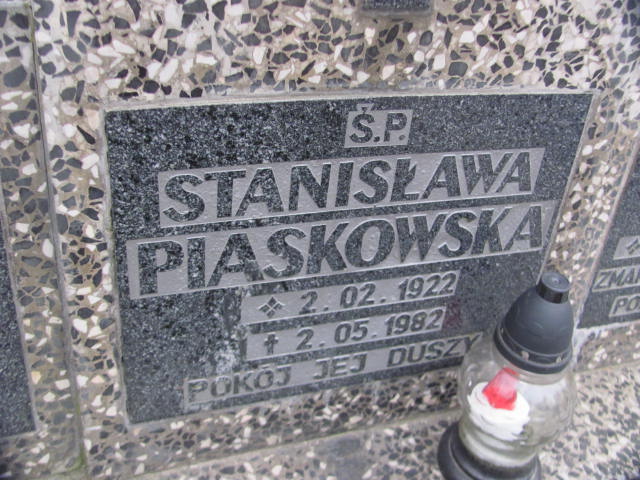 Ś.P.
STANISŁAWA
PIASKOWSKA
2.02.1922
2.05.1982
POKÓJ JEJ DUSZY